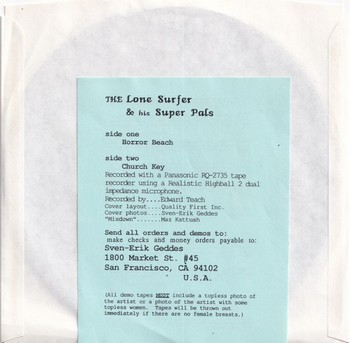 THE Lone Surfer
& his Super Pals
side one
Horror Beach
side two
Church Key
Recorded with a Panasonic RQ-2735 tape
recorder using a Realistic Highball 2 dual
impedance microphone.
Recorded by....Edward Teach
Cover layout....Quality First Inc.
Cover photos....Sven-Erik Geddes
"Mixdown"......Maz Kattuah
Send all orders and demos to:
make checks and money orders payable to:
Sven-Erik Geddes
1800 Market St. #45
San Francisco, CA 94102
U.S.A.
(All demo tapes MUST include a topless photo of
the artist or a photo of the artist with some
topless women. Tapes will be thrown out
immediately if there are no female breasts.)